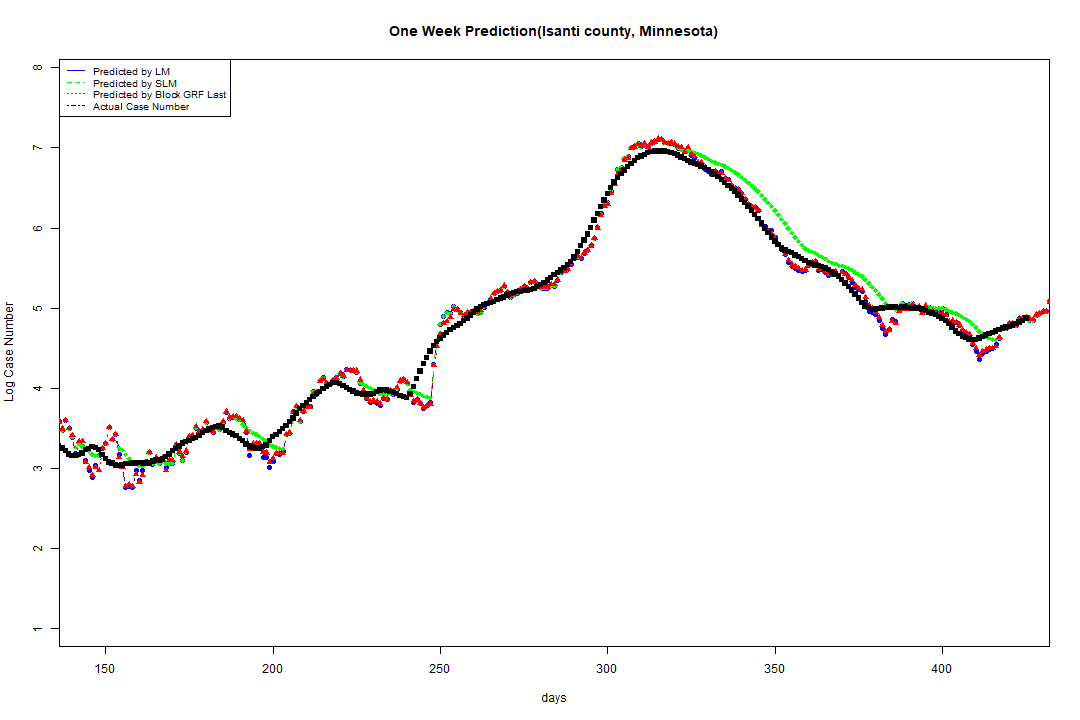 One Week Prediction(Isanti county, Minnesota)
Predicted by LM
Predicted by SLM
Predicted by Block GRF Last
Actual Case Number
8
7
6
5
4
3
2
1
Log Case Number
150 200 250 300 350 400
days